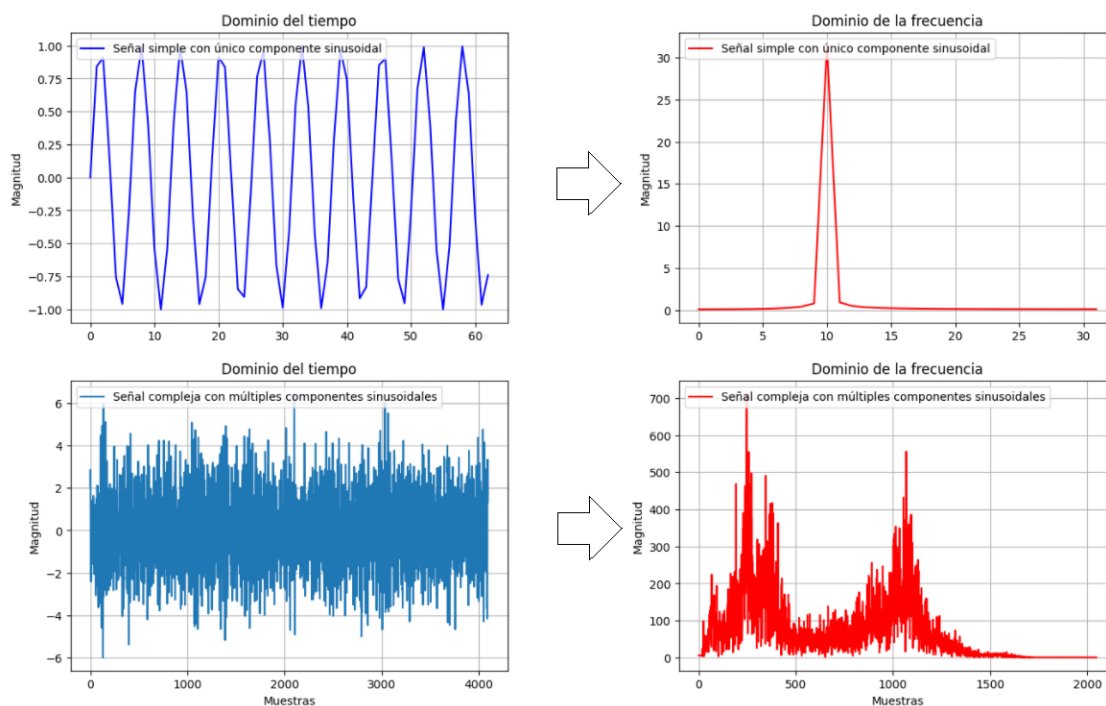 Dominio del tiempo
Señal simple con único componente sinusoidal
Magnitud
1.00
0.75
0.50
0.25
0.00
−0.25
−0.50
−0.75
−1.00
0 10 20 30 40 50 60
Dominio de la frecuencia
Señal simple con único componente sinusoidal
Magnitud
30
25
20
15
10
5
0
0 5 10 15 20 25 30
Dominio del tiempo
Señal compleja con múltiples componentes sinusoidales
Magnitud
6
4
2
0
−2
−4
−6
0 1000 2000 3000 4000
Muestras
Dominio de la frecuencia
Señal compleja con múltiples componentes sinusoidales
Magnitud
700
600
500
400
300
200
100
0
0 500 1000 1500 2000
Muestras